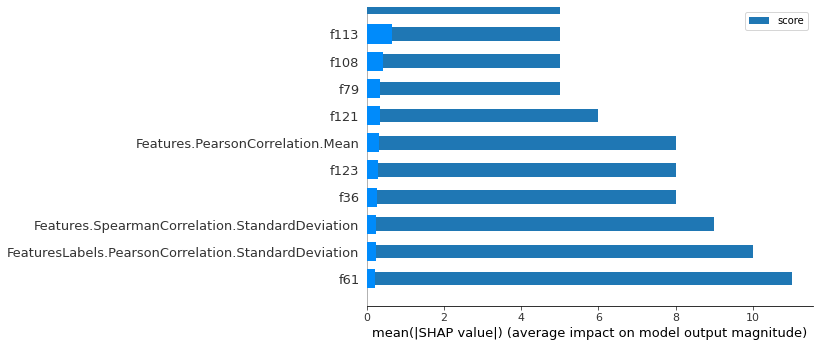 score
f113
f108
f79
f121
Features.PearsonCorrelation.Mean
f123
f36
Features.SpearmanCorrelation.StandardDeviation
FeaturesLabels.PearsonCorrelation.StandardDeviation
f61
0 2 4 6 8 10
mean(|SHAP value|) (average impact on model output magnitude)